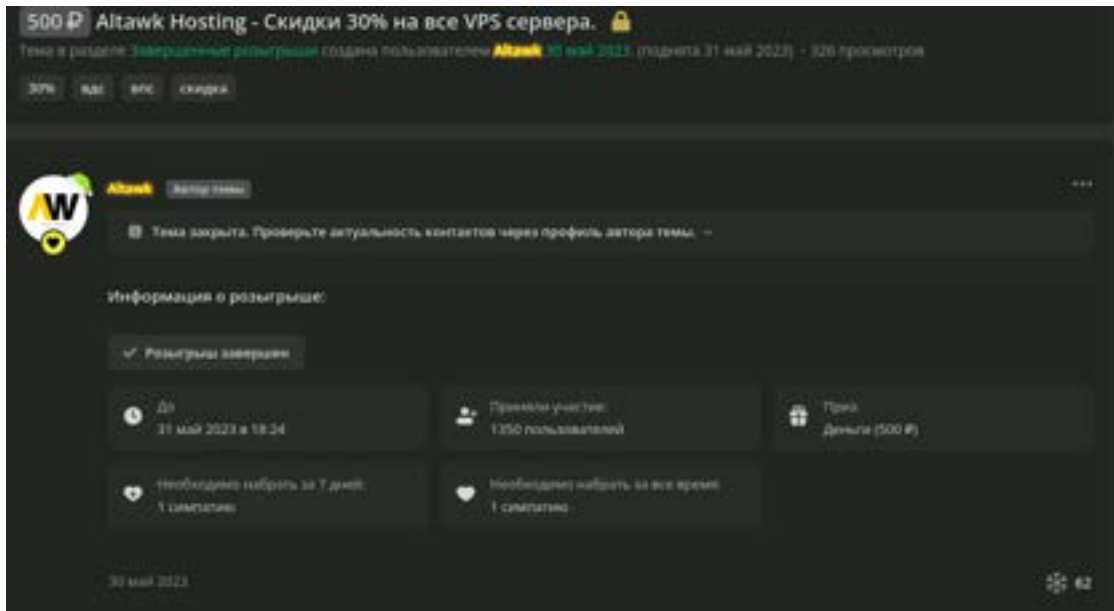 500 ₽ Altawk Hosting - Скидки 30% на все VPS сервера.
Тема в разделе Завершенные розыгрыши создана пользователем Altawk 30 май 2023. (поднята 31 май 2023) 326 просмотров
30% вдс впс скидка
AW
Altawk Автор темы
Тема закрыта. Проверьте актуальность контактов через профиль автора темы.
Информация о розыгрыше:
Розыгрыш завершен
До
31 май 2023 в 18:24
Приняли участие:
1350 пользователей
Приз:
Деньги (500 ₽)
Необходимо набрать за 7 дней:
1 симпатию
Необходимо набрать за все время:
1 симпатию
30 май 2023
62